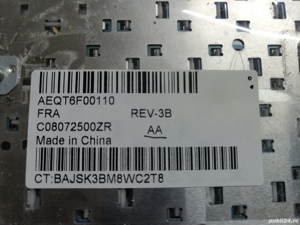 AEQT6F00110
FRA REV-3B
C08072500ZR AA
Made in China
CT:BAJSK3BM8WC2T8
publi24.ro